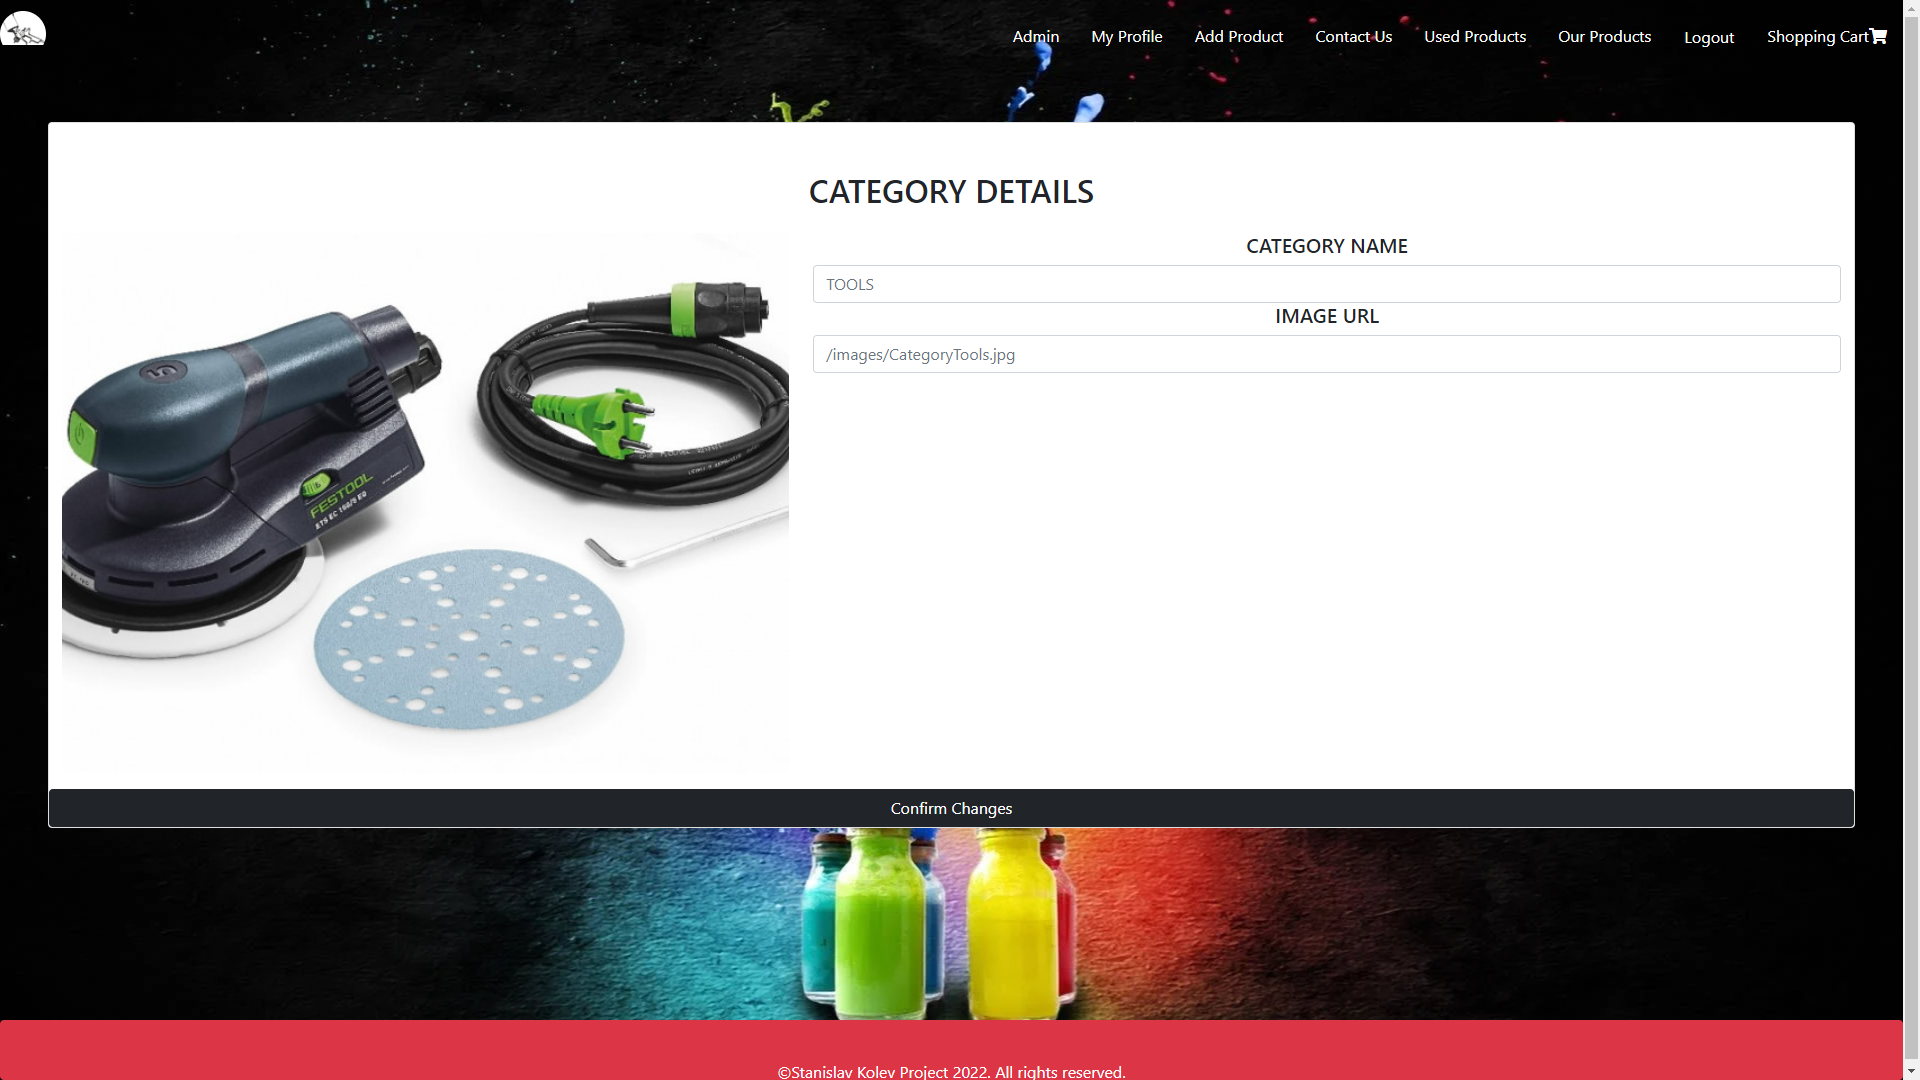 Admin My Profile Add Product Contact Us Used Products Our Products Logout Shopping Cart
CATEGORY DETAILS
CATEGORY NAME
TOOLS
IMAGE URL
/images/CategoryTools.jpg
FESTOOL
ETS EC 150/5 EQ
Confirm Changes
©Stanislav Kolev Project 2022. All rights reserved.